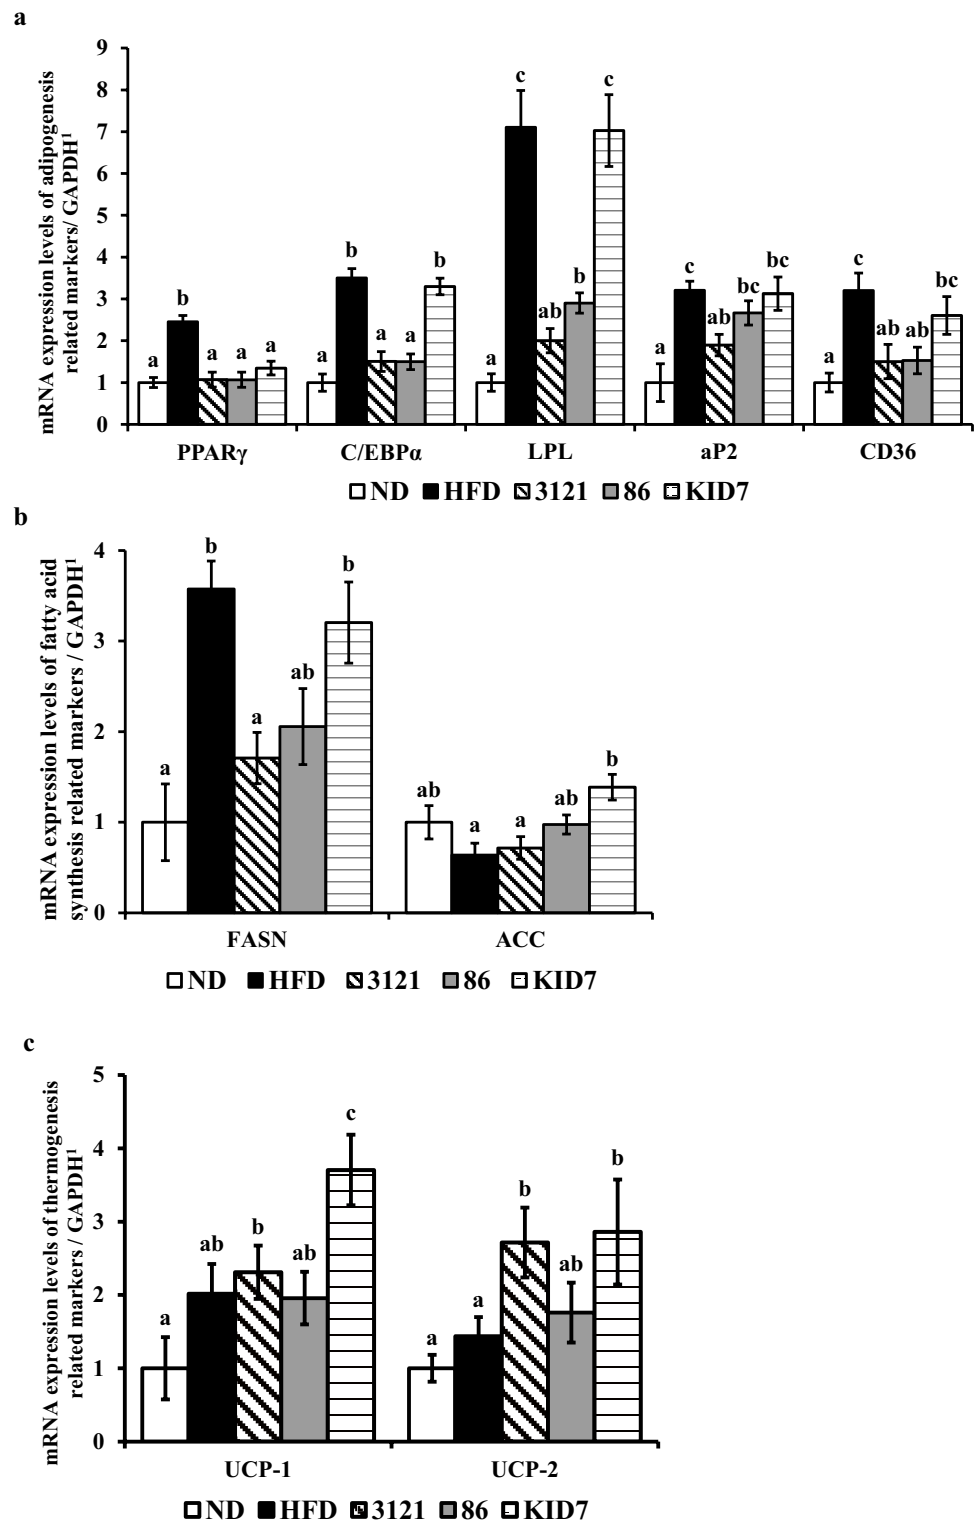 a
mRNA expression levels of adipogenesis
related markers/ GAPDH¹
9
8
7
6
5
4
3
2
1
0
a b a a a
a b a a b
a c ab b c
a c ab bc bc
a c ab ab bc
PPARγ C/EBPα LPL aP2 CD36
ND HFD 3121 86 KID7
b
mRNA expression levels of fatty acid
synthesis related markers / GAPDH¹
4
3
2
1
0
a b a ab b
ab a a ab b
FASN ACC
ND HFD 3121 86 KID7
c
mRNA expression levels of thermogenesis
related markers / GAPDH¹
5
4
3
2
1
0
a ab b ab c
a a b ab b
UCP-1 UCP-2
ND HFD 3121 86 KID7